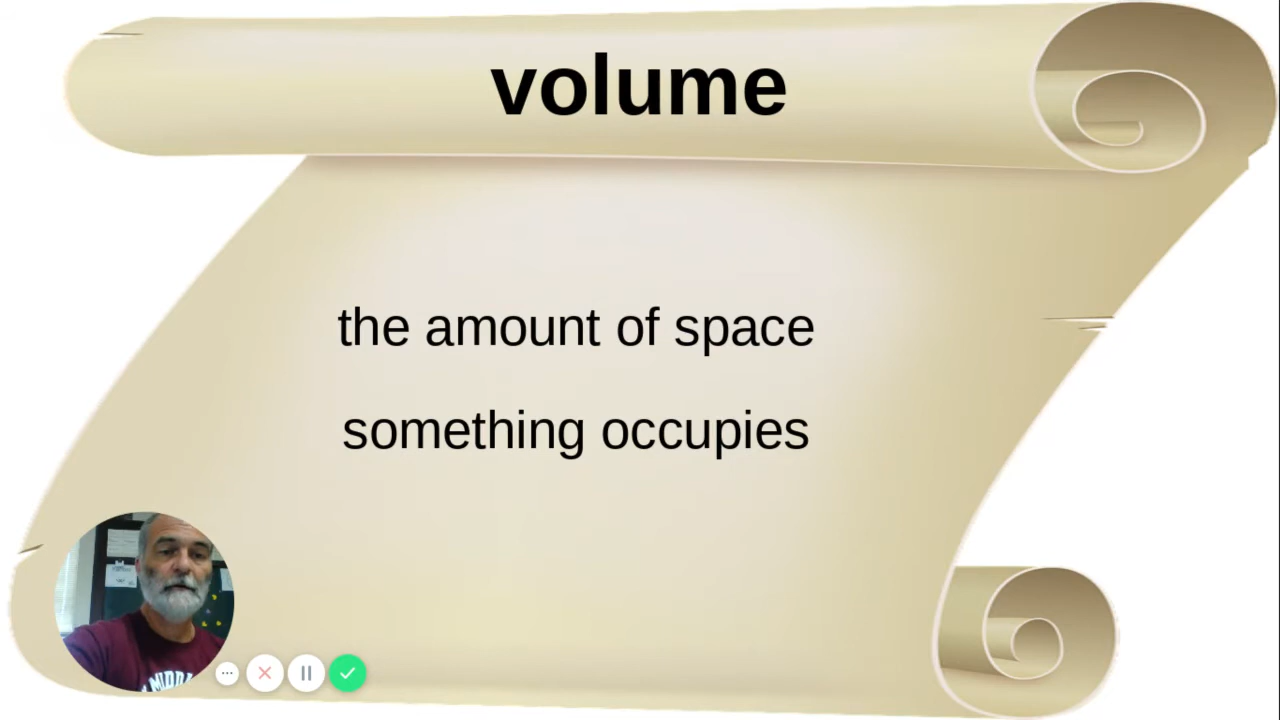 volume
the amount of space
something occupies